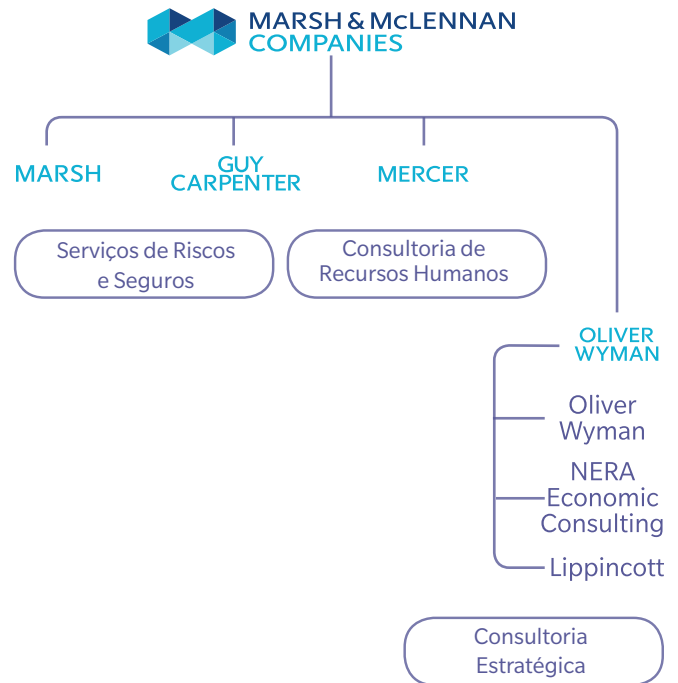 MARSH & McLENNAN
COMPANIES
MARSH
GUY
CARPENTER
MERCER
Serviços de Riscos
e Seguros
Consultoria de
Recursos Humanos
OLIVER
WYMAN
Oliver
Wyman
NERA
Economic
Consulting
Lippincott
Consultoria
Estratégica